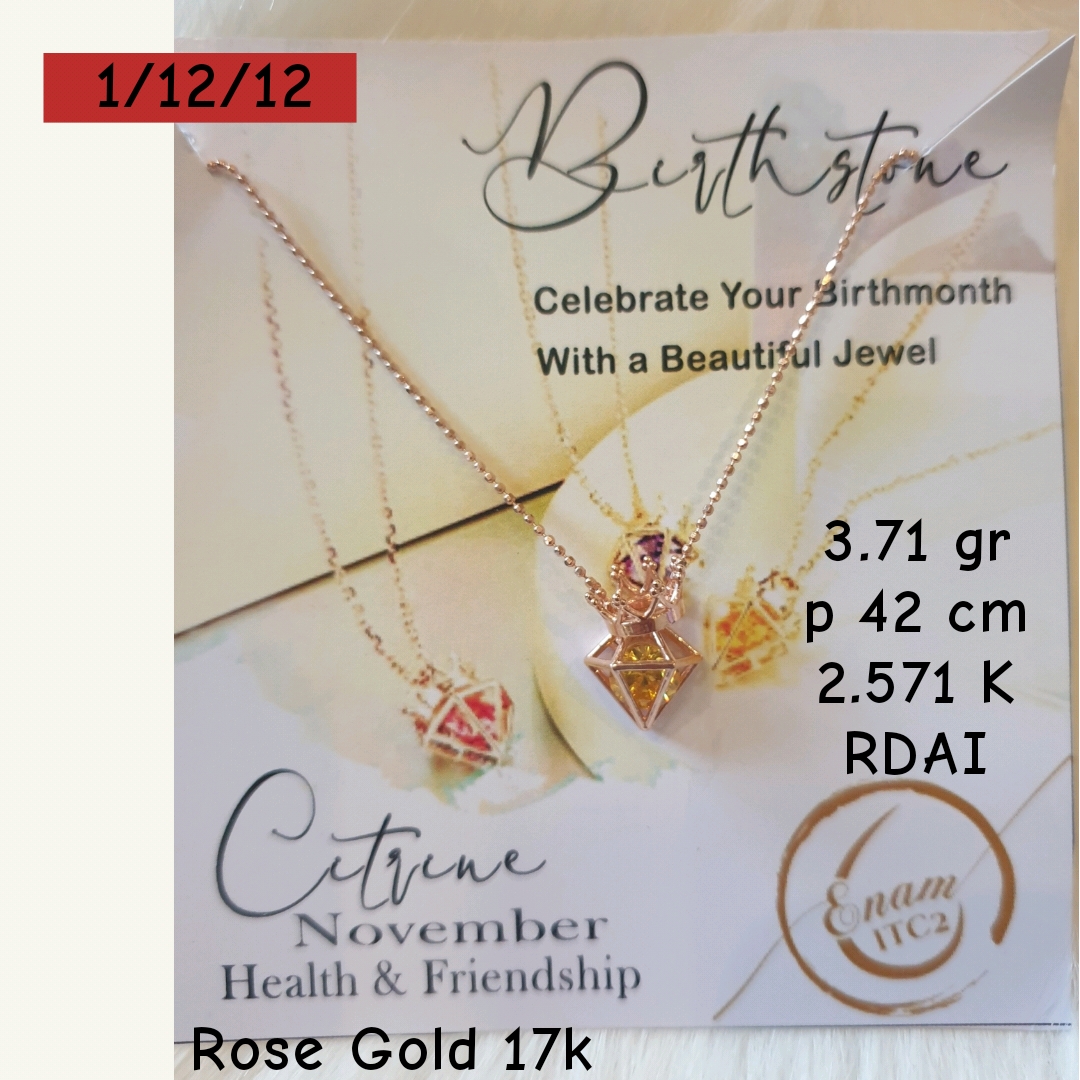 1/12/12
Birthstone
Celebrate Your Birthmonth
With a Beautiful Jewel
3.71 gr
p 42 cm
2.571 K
RDAI
Citrine
November
Health & Friendship
Enam
ITC2
Rose Gold 17k